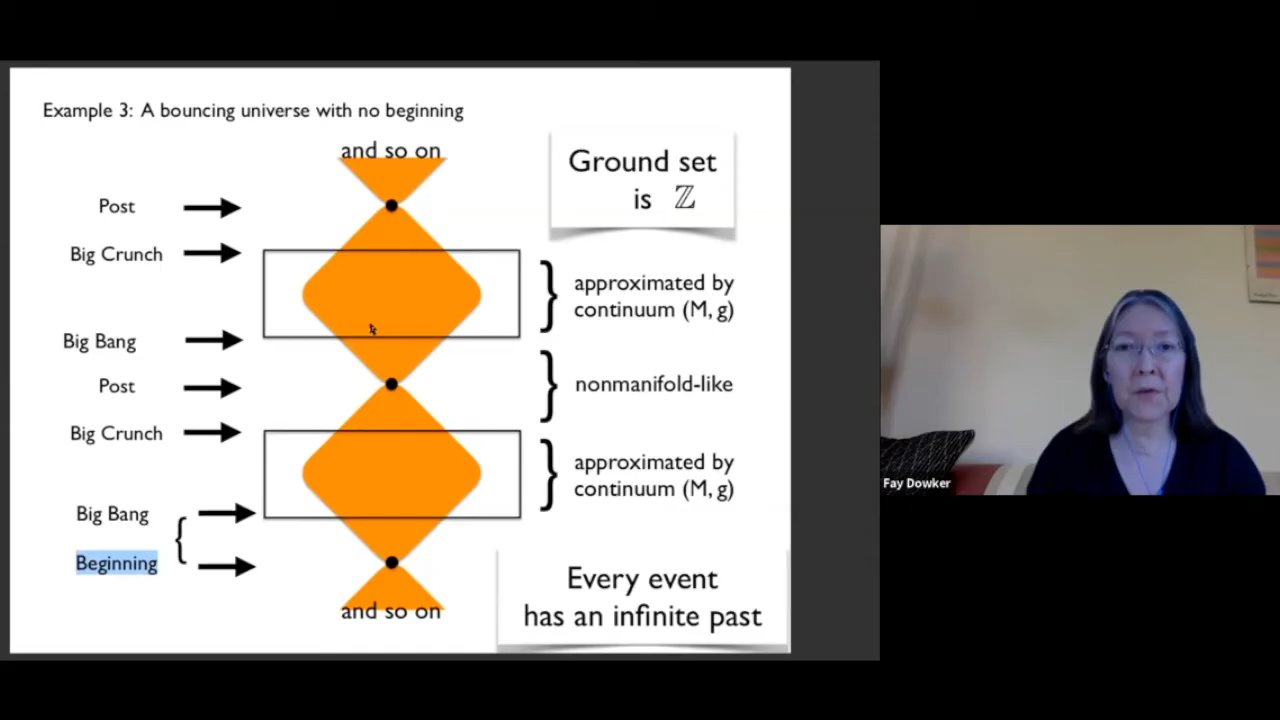 Example 3: A bouncing universe with no beginning
and so on
Ground set
is ℤ
Post
Big Crunch
approximated by
continuum (M, g)
Big Bang
Post
nonmanifold-like
Big Crunch
approximated by
continuum (M, g)
Big Bang
Beginning
and so on
Every event
has an infinite past
Fay Dowker